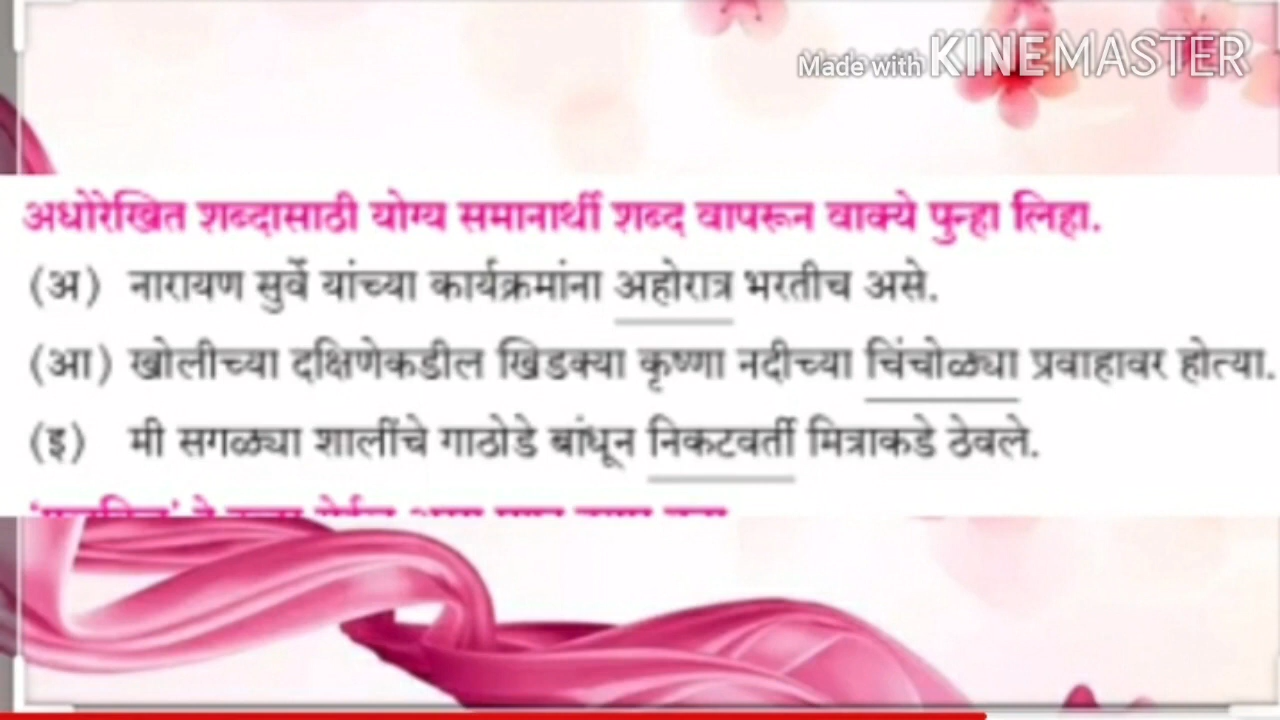 Made with KINEMASTER
अधोरेखित शब्दासाठी योग्य समानार्थी शब्द वापरून वाक्ये पुन्हा लिहा.
(अ) नारायण सुर्वे यांच्या कार्यक्रमांना अहोरात्र भरतीच असे.
(आ) खोलीच्या दक्षिणेकडील खिडक्या कृष्णा नदीच्या चिंचोळ्या प्रवाहावर होत्या.
(इ) मी सगळ्या शालींचे गाठोडे बांधून निकटवर्ती मित्राकडे ठेवले.